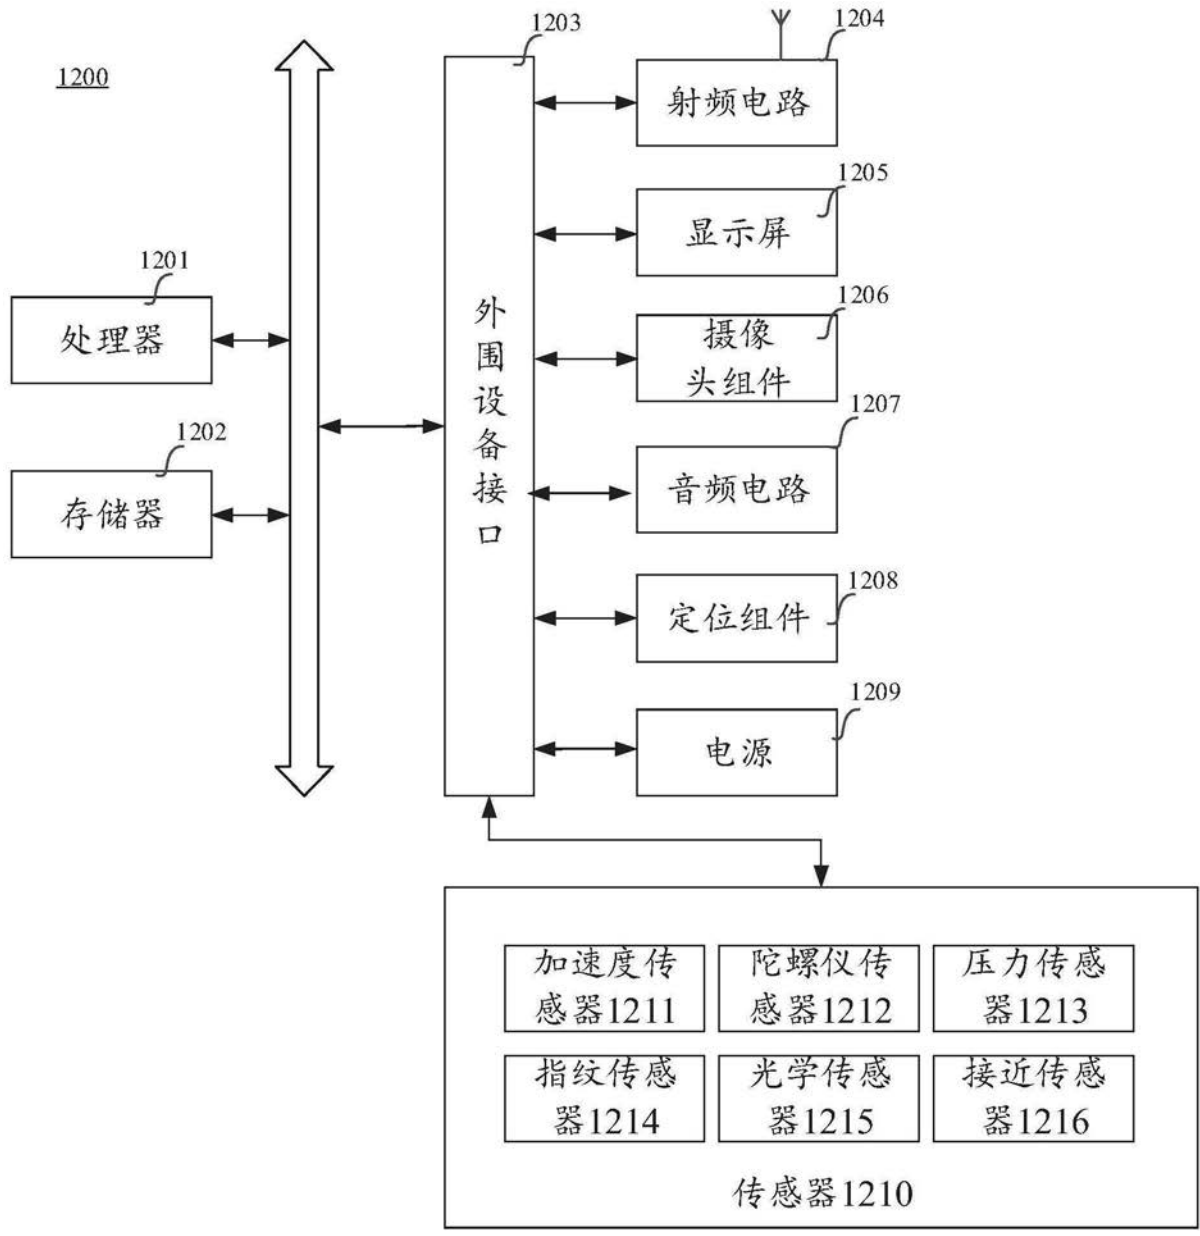 1200
1201
处理器
1202
存储器
1203
外围设备接口
1204
射频电路
1205
显示屏
1206
摄像
头组件
1207
音频电路
1208
定位组件
1209
电源
加速度传
感器1211
陀螺仪传
感器1212
压力传感
器1213
指纹传感
器1214
光学传感
器1215
接近传感
器1216
传感器1210